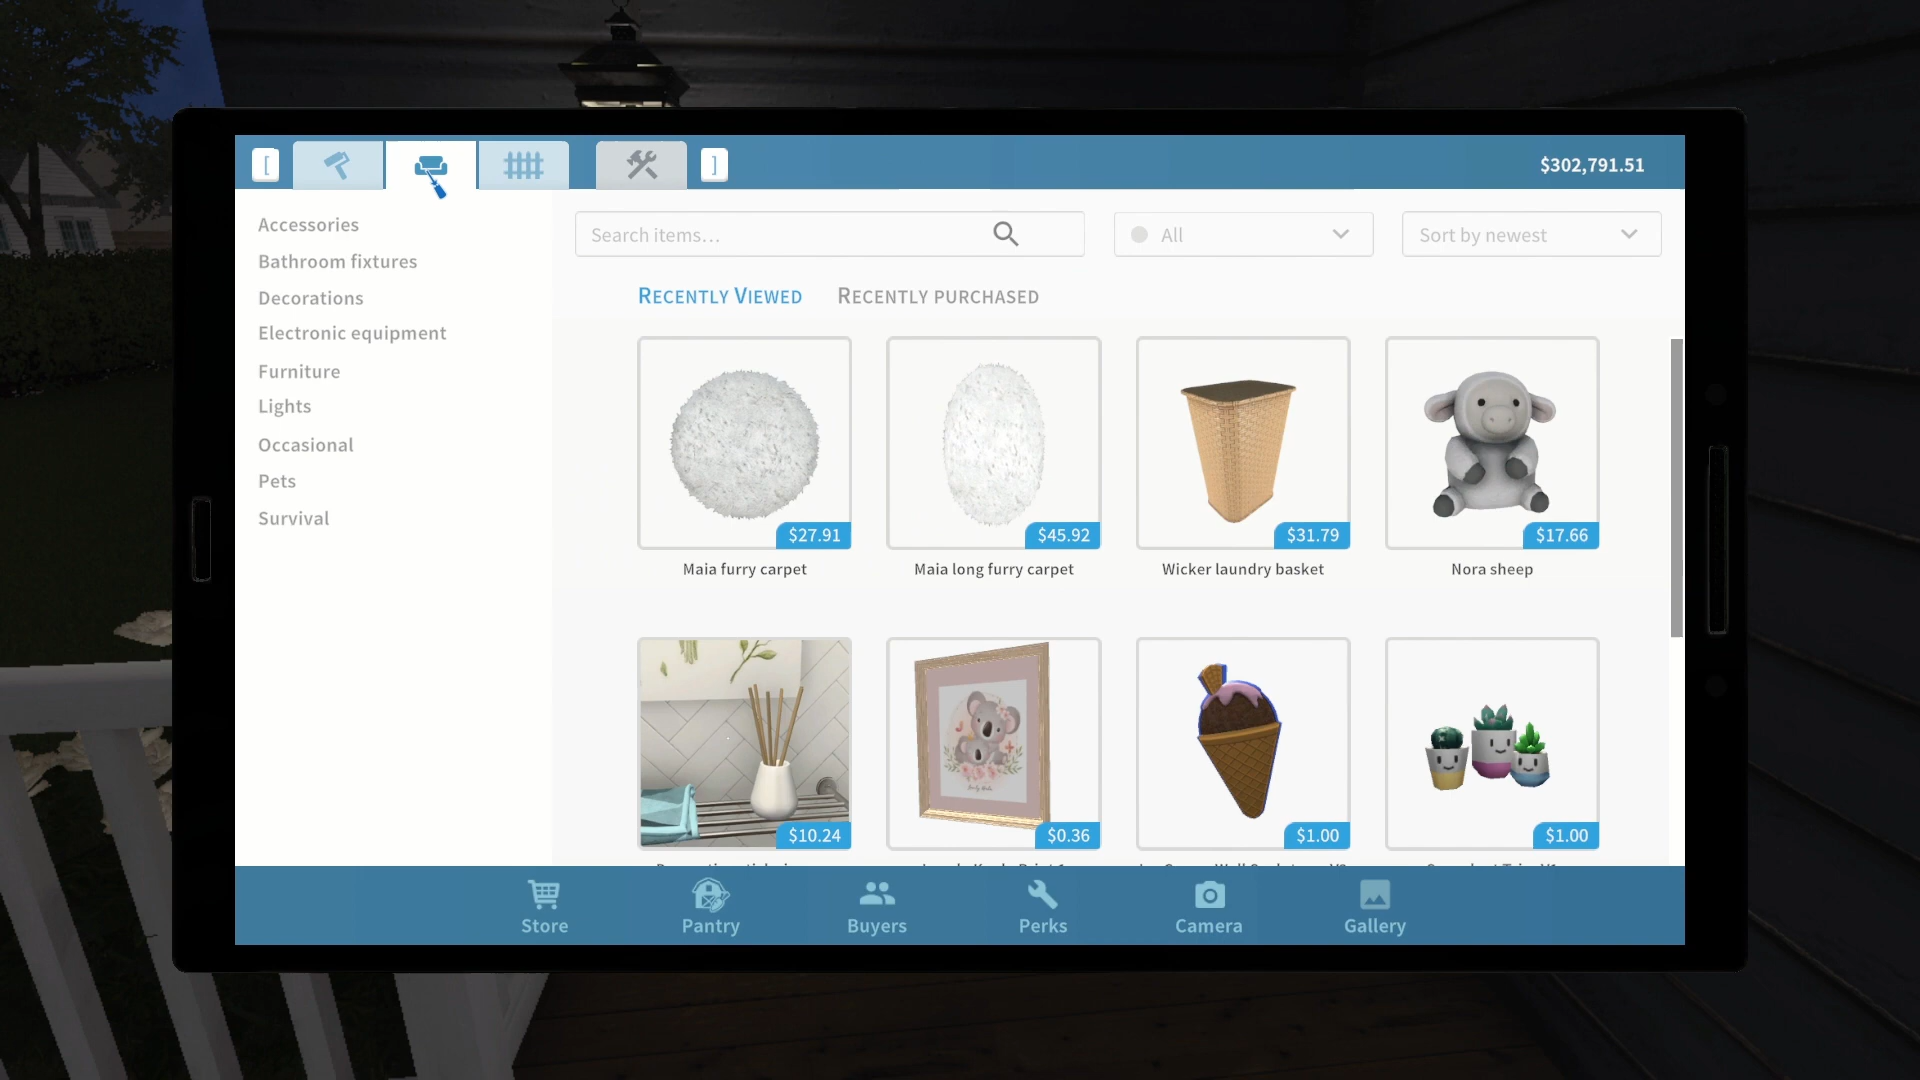 [
]
$302,791.51
Accessories
Bathroom fixtures
Decorations
Electronic equipment
Furniture
Lights
Occasional
Pets
Survival
Search items...
All
Sort by newest
RECENTLY VIEWED
RECENTLY PURCHASED
$27.91
$45.92
$31.79
$17.66
Maia furry carpet
Maia long furry carpet
Wicker laundry basket
Nora sheep
$10.24
$0.36
$1.00
$1.00
Store
Pantry
Buyers
Perks
Camera
Gallery